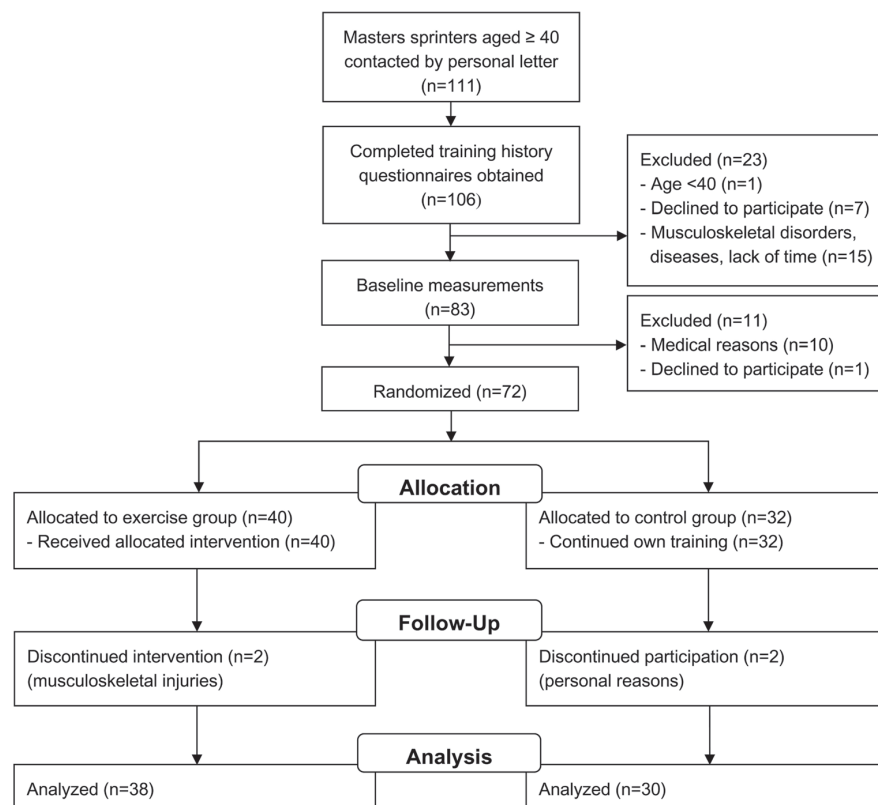 Masters sprinters aged ≥ 40
contacted by personal letter
(n=111)
Completed training history
questionnaires obtained
(n=106)
Excluded (n=23)
- Age <40 (n=1)
- Declined to participate (n=7)
- Musculoskeletal disorders,
diseases, lack of time (n=15)
Baseline measurements
(n=83)
Excluded (n=11)
- Medical reasons (n=10)
- Declined to participate (n=1)
Randomized (n=72)
Allocation
Allocated to exercise group (n=40)
- Received allocated intervention (n=40)
Allocated to control group (n=32)
- Continued own training (n=32)
Follow-Up
Discontinued intervention (n=2)
(musculoskeletal injuries)
Discontinued participation (n=2)
(personal reasons)
Analysis
Analyzed (n=38)
Analyzed (n=30)